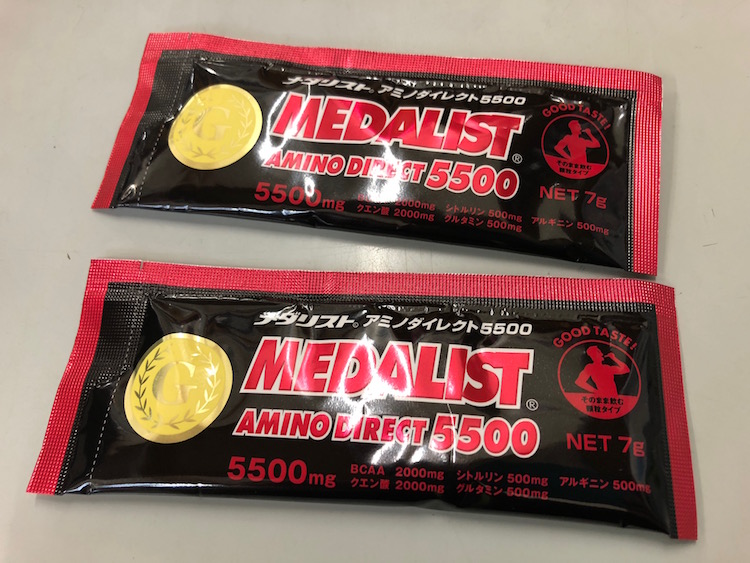 メダリスト®アミノダイレクト5500
G
MEDALIST®
AMINO DIRECT 5500
GOOD TASTE!
そのまま飲む
顆粒タイプ
NET 7g
5500mg
BCAA 2000mg シトルリン 500mg アルギニン 500mg
クエン酸 2000mg グルタミン 500mg
メダリスト®アミノダイレクト5500
G
MEDALIST®
AMINO DIRECT 5500
GOOD TASTE!
そのまま飲む
顆粒タイプ
NET 7g
5500mg
BCAA 2000mg シトルリン 500mg アルギニン 500mg
クエン酸 2000mg グルタミン 500mg